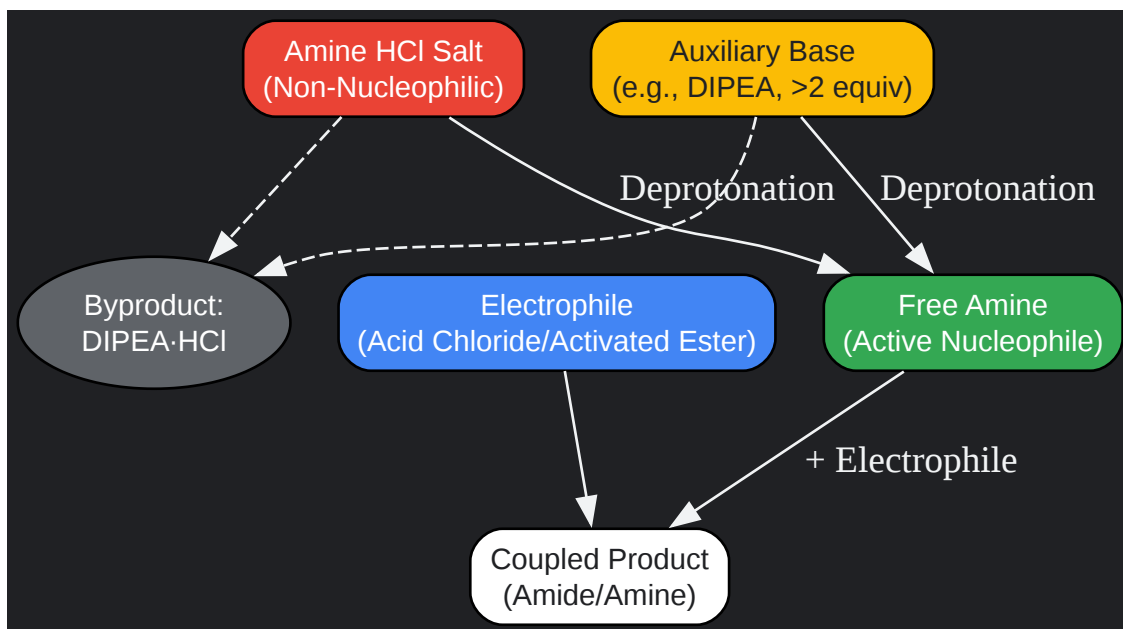 Amine HCl Salt
(Non-Nucleophilic)
Auxiliary Base
(e.g., DIPEA, >2 equiv)
Deprotonation
Deprotonation
Byproduct:
DIPEA·HCl
Electrophile
(Acid Chloride/Activated Ester)
Free Amine
(Active Nucleophile)
+ Electrophile
Coupled Product
(Amide/Amine)